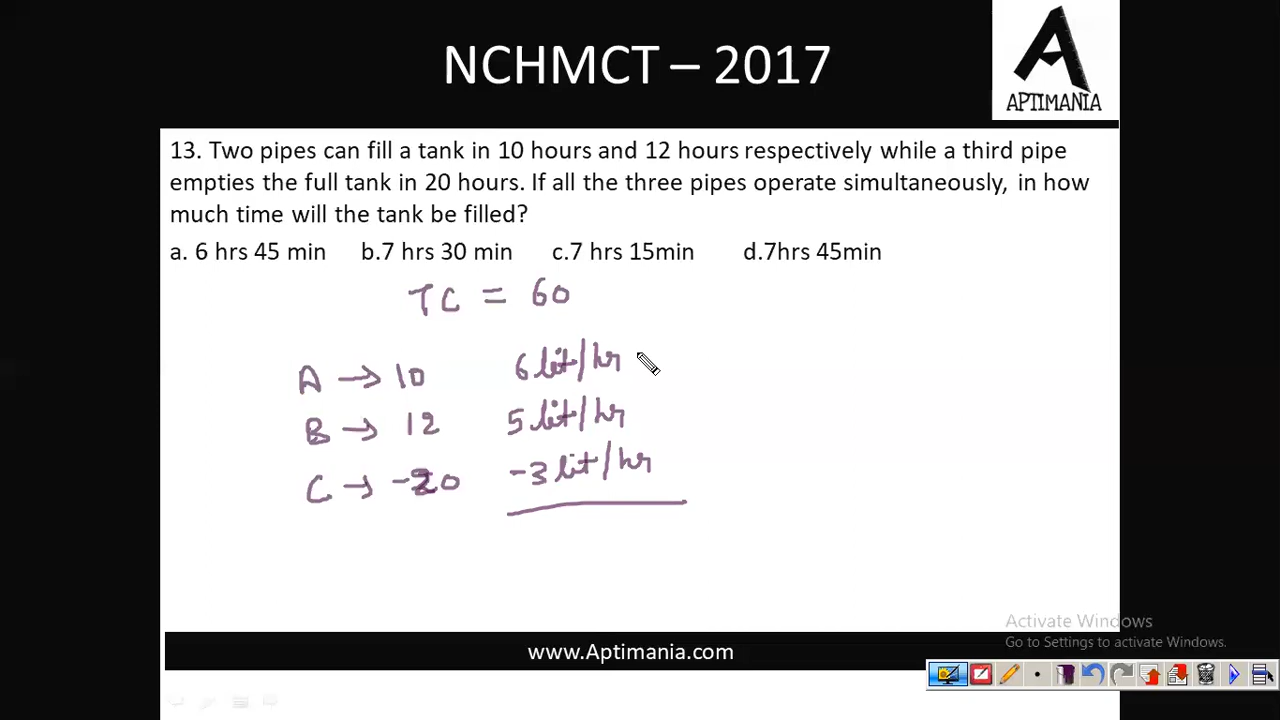 NCHMCT – 2017
APTIMANIA
13. Two pipes can fill a tank in 10 hours and 12 hours respectively while a third pipe
empties the full tank in 20 hours. If all the three pipes operate simultaneously, in how
much time will the tank be filled?
a. 6 hrs 45 min b.7 hrs 30 min c.7 hrs 15min d.7hrs 45min
TC = 60
A → 10 6 lit/hr
B → 12 5 lit/hr
C → -20 -3 lit/hr
Activate Windows
Go to Settings to activate Windows.
www.Aptimania.com